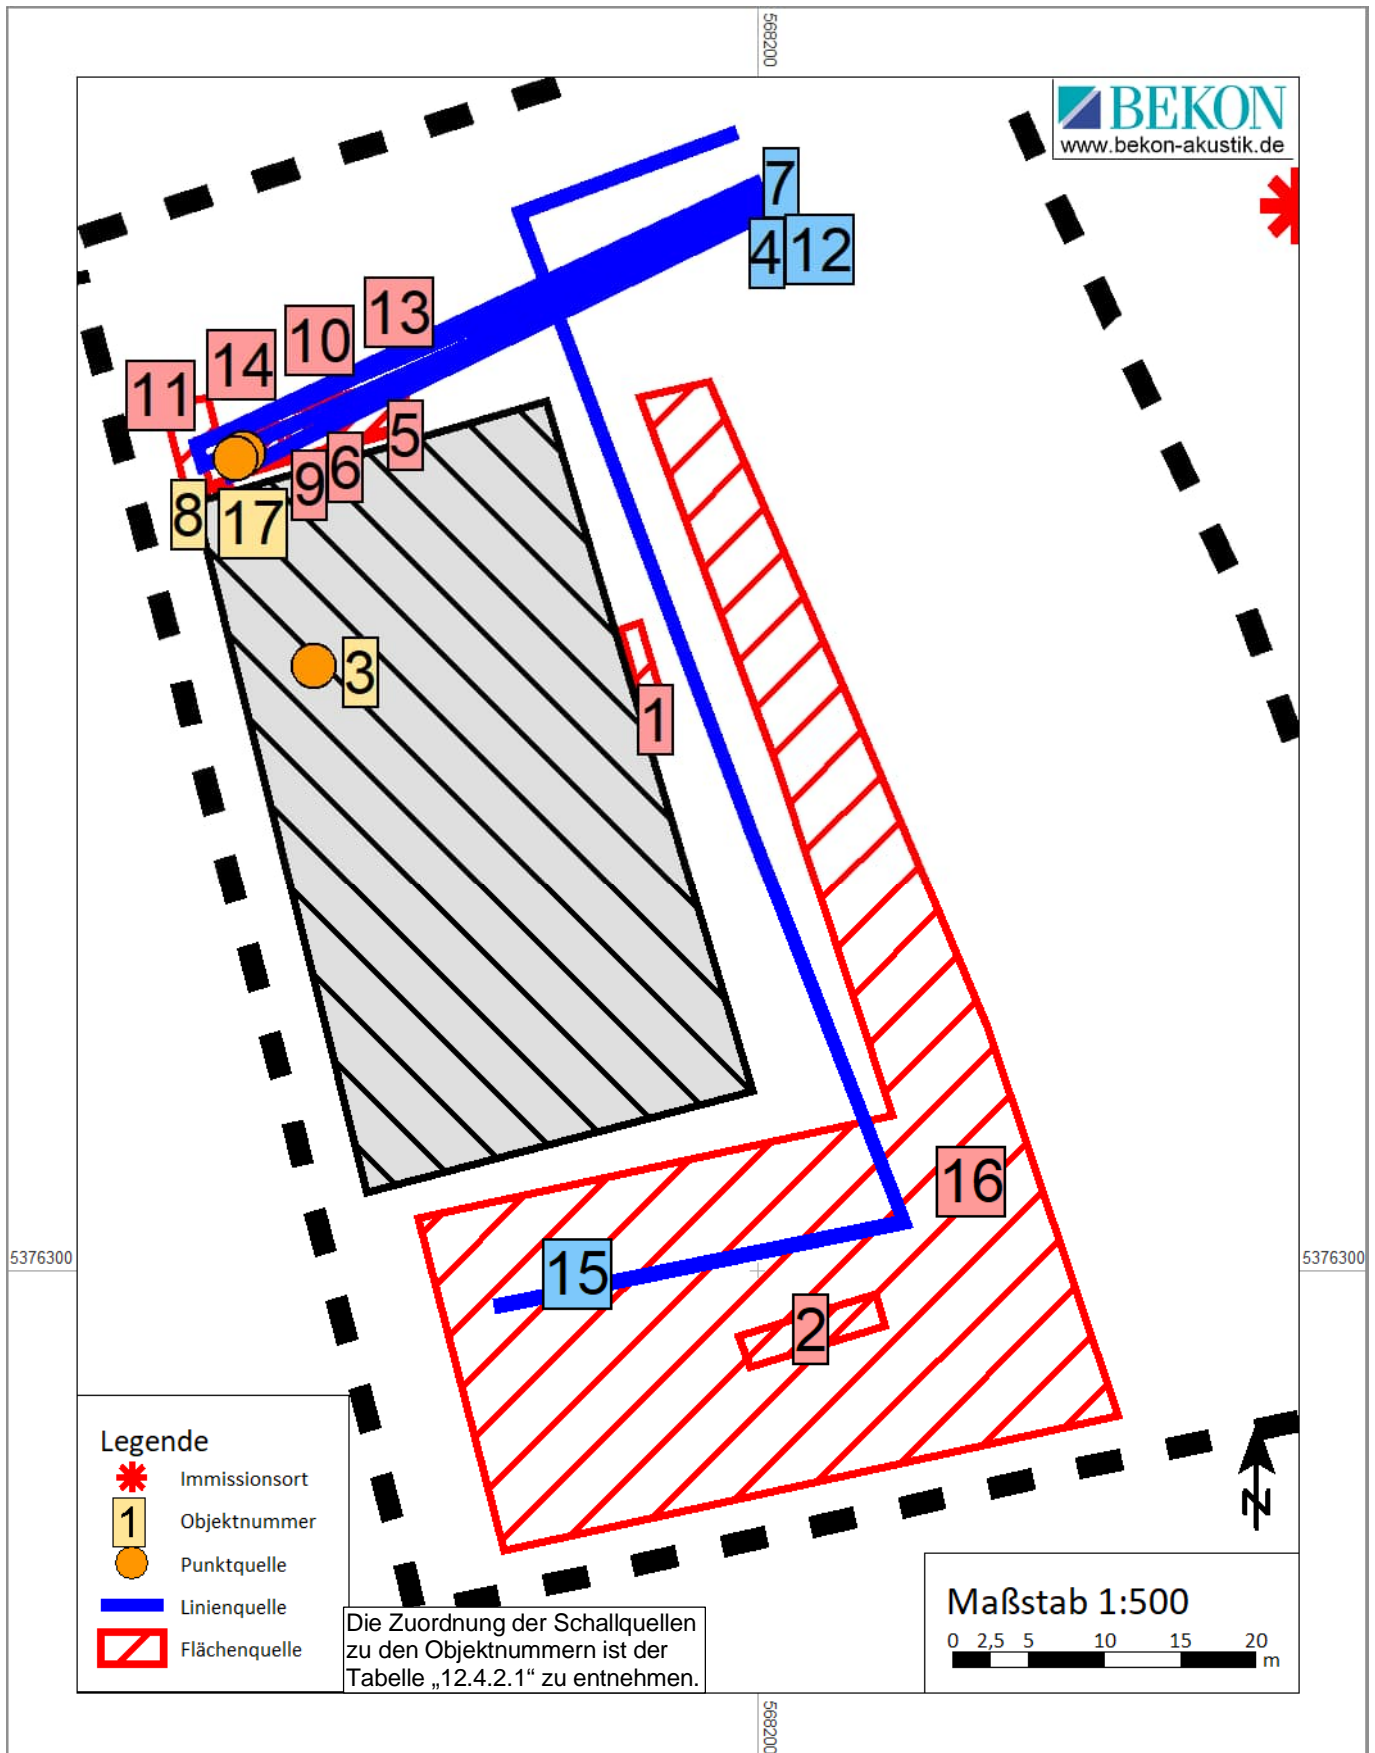 568200
BEKON
www.bekon-akustik.de
7
4
12
13
10
14
11
5
6
9
8
17
3
1
16
5376300
5376300
15
2
Legende
Immissionsort
1
Objektnummer
Punktquelle
Linienquelle
Flächenquelle
Die Zuordnung der Schallquellen
zu den Objektnummern ist der
Tabelle „12.4.2.1“ zu entnehmen.
N
Maßstab 1:500
0 2,5 5 10 15 20
m
568200